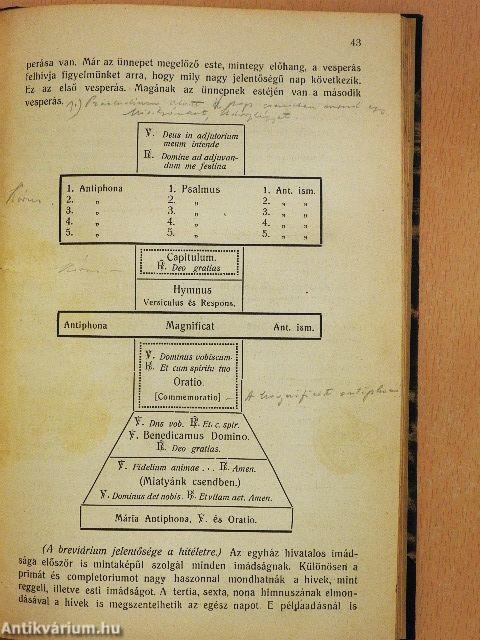 43
perása van. Már az ünnepet megelőző este, mintegy előhang, a vesperás
felhívja figyelmünket arra, hogy mily nagy jelentőségű nap következik.
Ez az első vesperás. Magának az ünnepnek estéjén van a második
vesperás.
℣. Deus in adjutorium
meum intende
℟. Domine ad adjuvan-
dum me festina
1. Antiphona 1. Psalmus 1. Ant. ism.
2. „ 2. „ 2. „ „
3. „ 3. „ 3. „ „
4. „ 4. „ 4. „ „
5. „ 5. „ 5. „ „
Capitulum.
℟. Deo gratias
Hymnus
Versiculus és Respons.
Antiphona Magnificat Ant. ism.
℣. Dominus vobiscum.
℟. Et cum spiritu tuo
Oratio.
[Commemoratio]
A magnificat antiphona
℣. Dns vob. ℟. Et. c. spir.
℣. Benedicamus Domino.
℟. Deo gratias.
℣. Fidelium animae . . . ℟. Amen.
(Miatyánk csendben.)
℣. Dominus det nobis. ℟. Et vitam aet. Amen.
Mária Antiphona, ℣. és Oratio.
(A breviárium jelentősége a hitéletre.) Az egyház hivatalos imád-
sága először is mintaképül szolgál minden imádságnak. Különösen a
primát és completoriumot nagy haszonnal mondhatnák a hívek, mint
reggeli, illetve esti imádságot. A tertia, sexta, nona himnuszának elmon-
dásával a hívek is megszentelhetik az egész napot. E példaadásnál is
Antikvárium.hu